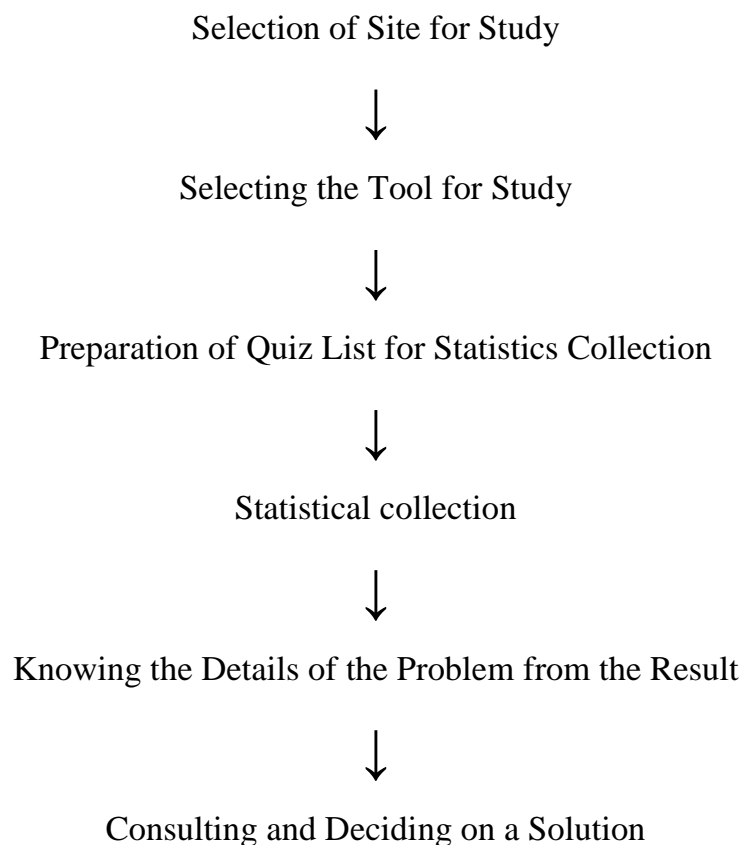 Selection of Site for Study
Selecting the Tool for Study
Preparation of Quiz List for Statistics Collection
Statistical collection
Knowing the Details of the Problem from the Result
Consulting and Deciding on a Solution